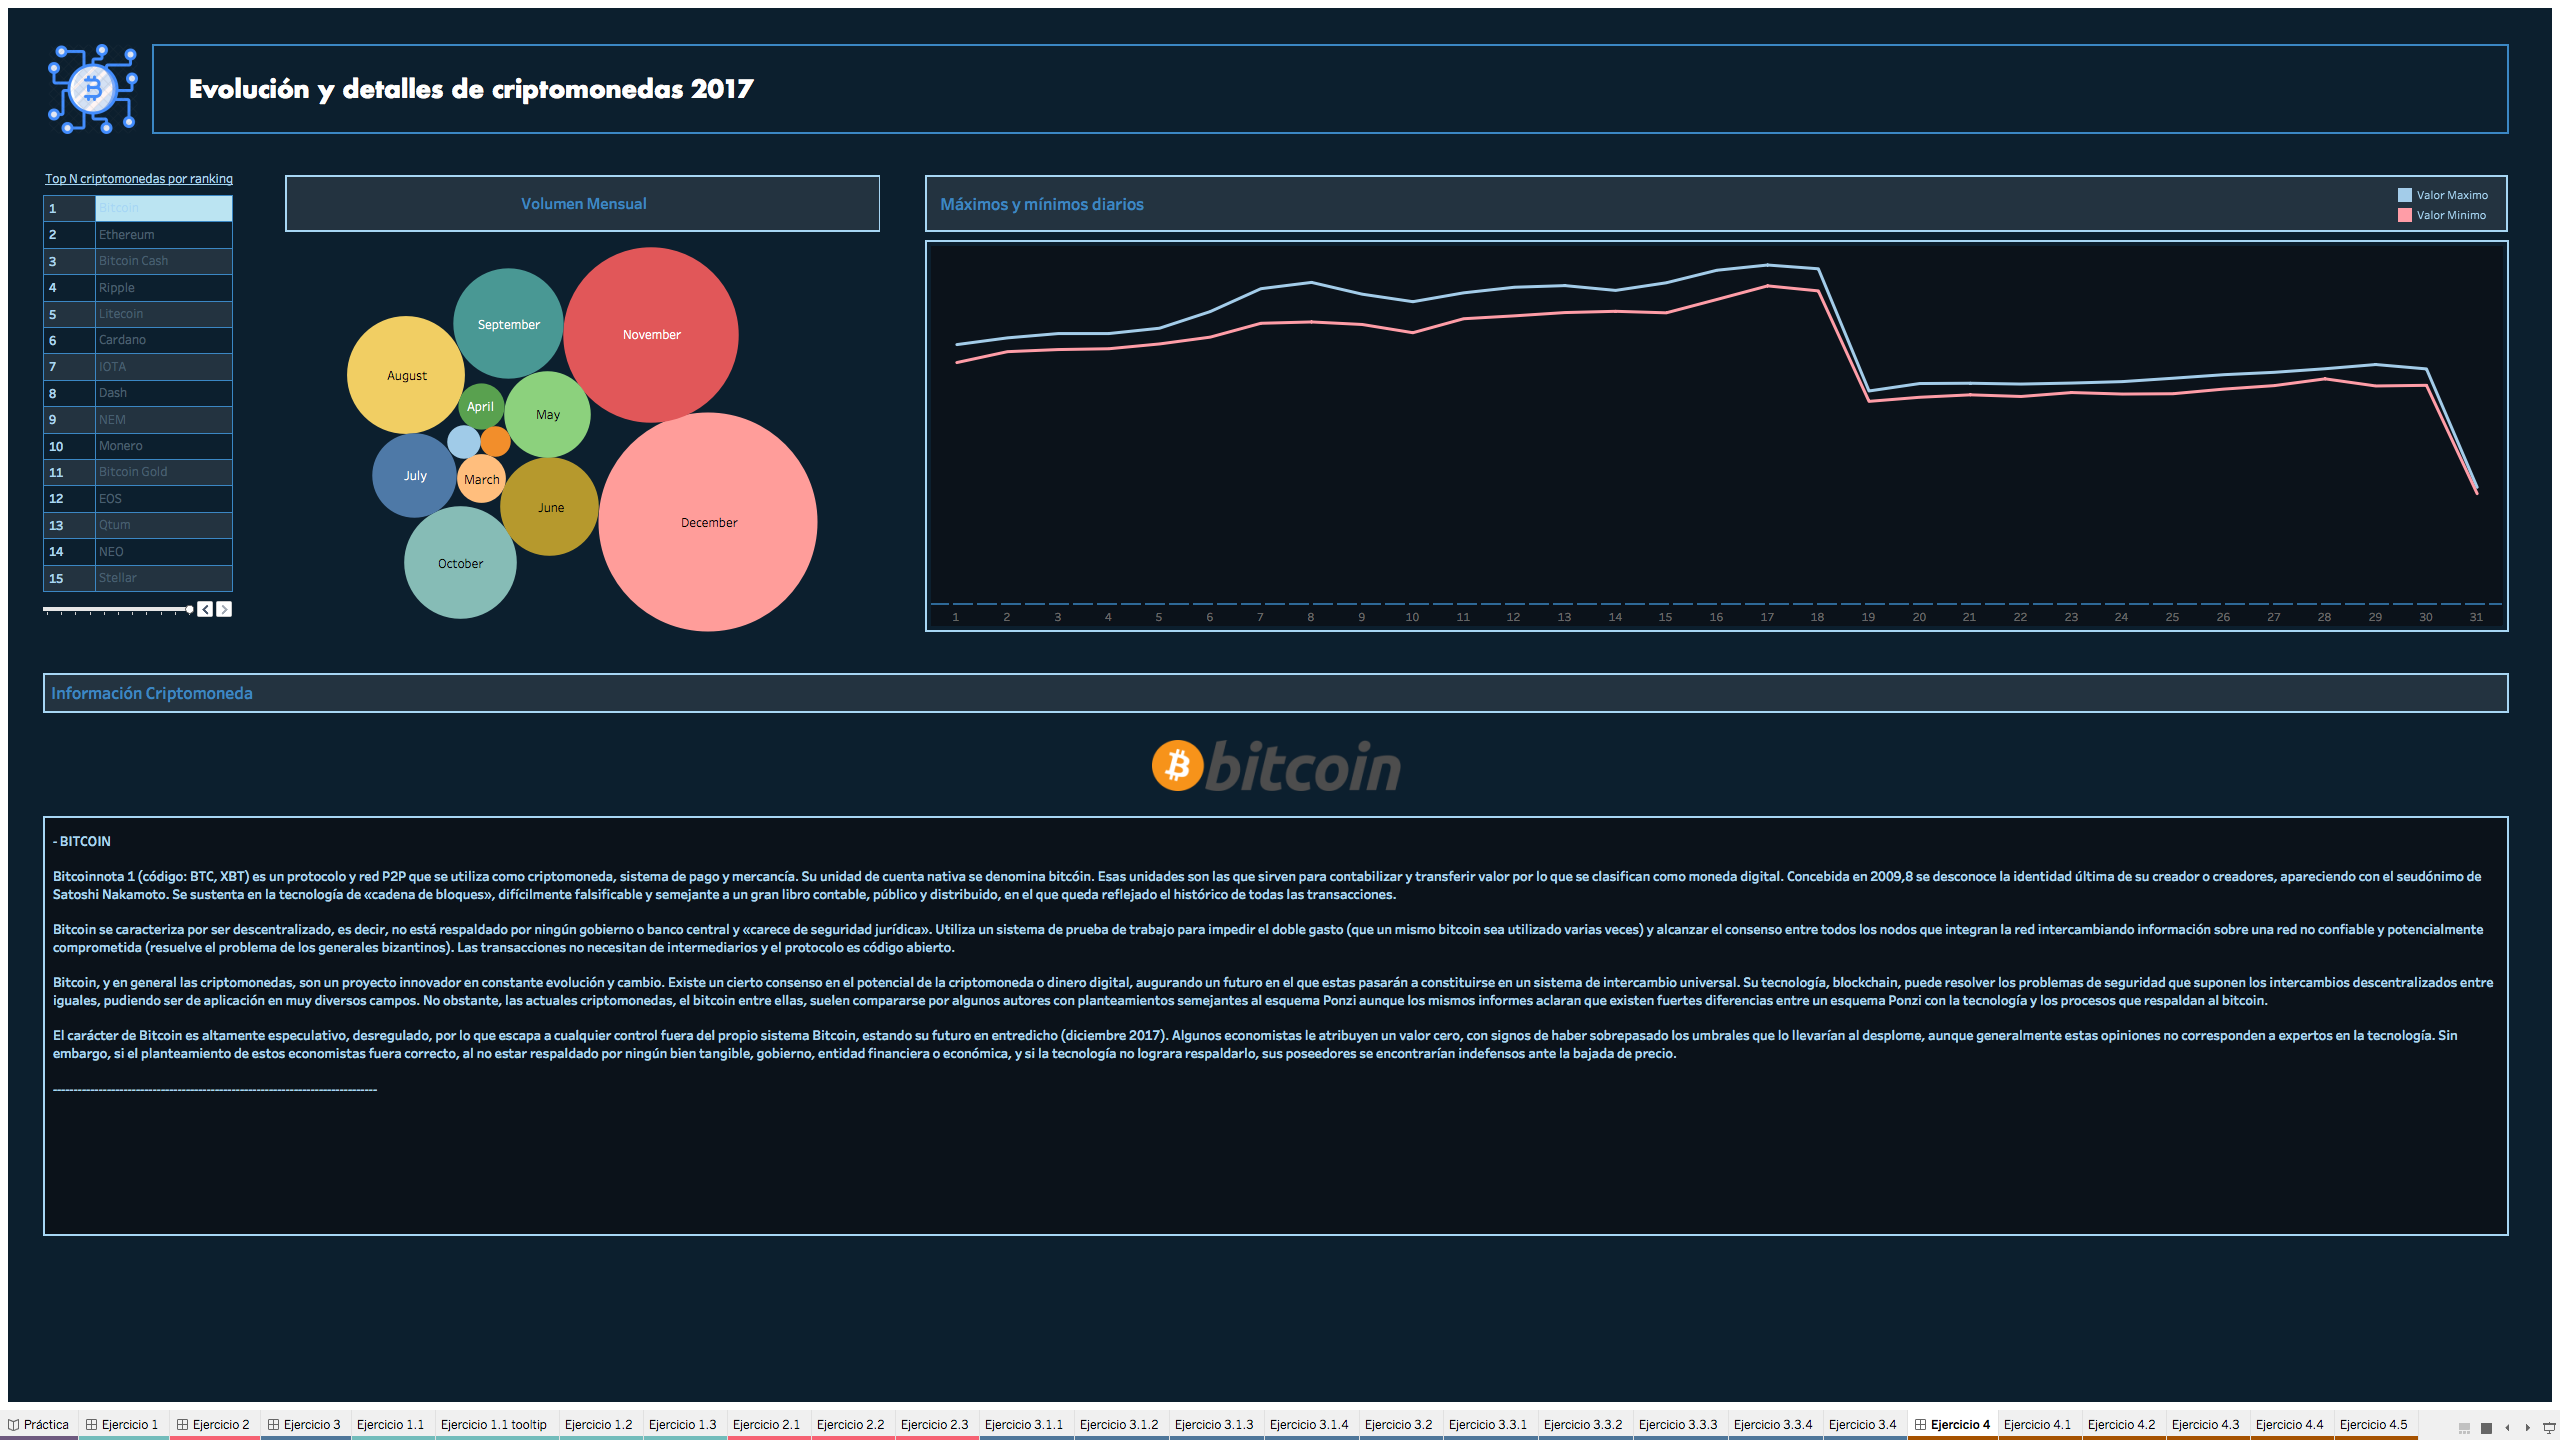 Evolución y detalles de criptomonedas 2017
Top N criptomonedas por ranking
1 Bitcoin
2 Ethereum
3 Bitcoin Cash
4 Ripple
5 Litecoin
6 Cardano
7 IOTA
8 Dash
9 NEM
10 Monero
11 Bitcoin Gold
12 EOS
13 Qtum
14 NEO
15 Stellar
Volumen Mensual
September
November
August
April
May
July
March
June
December
October
Máximos y mínimos diarios
Valor Maximo
Valor Minimo
1 2 3 4 5 6 7 8 9 10 11 12 13 14 15 16 17 18 19 20 21 22 23 24 25 26 27 28 29 30 31
Información Criptomoneda
bitcoin
- BITCOIN
Bitcoinnota 1 (código: BTC, XBT) es un protocolo y red P2P que se utiliza como criptomoneda, sistema de pago y mercancía. Su unidad de cuenta nativa se denomina bitcóin. Esas unidades son las que sirven para contabilizar y transferir valor por lo que se clasifican como moneda digital. Concebida en 2009,8 se desconoce la identidad última de su creador o creadores, apareciendo con el seudónimo de
Satoshi Nakamoto. Se sustenta en la tecnología de «cadena de bloques», difícilmente falsificable y semejante a un gran libro contable, público y distribuido, en el que queda reflejado el histórico de todas las transacciones.
Bitcoin se caracteriza por ser descentralizado, es decir, no está respaldado por ningún gobierno o banco central y «carece de seguridad jurídica». Utiliza un sistema de prueba de trabajo para impedir el doble gasto (que un mismo bitcoin sea utilizado varias veces) y alcanzar el consenso entre todos los nodos que integran la red intercambiando información sobre una red no confiable y potencialmente
comprometida (resuelve el problema de los generales bizantinos). Las transacciones no necesitan de intermediarios y el protocolo es código abierto.
Bitcoin, y en general las criptomonedas, son un proyecto innovador en constante evolución y cambio. Existe un cierto consenso en el potencial de la criptomoneda o dinero digital, augurando un futuro en el que estas pasarán a constituirse en un sistema de intercambio universal. Su tecnología, blockchain, puede resolver los problemas de seguridad que suponen los intercambios descentralizados entre
iguales, pudiendo ser de aplicación en muy diversos campos. No obstante, las actuales criptomonedas, el bitcoin entre ellas, suelen compararse por algunos autores con planteamientos semejantes al esquema Ponzi aunque los mismos informes aclaran que existen fuertes diferencias entre un esquema Ponzi con la tecnología y los procesos que respaldan al bitcoin.
El carácter de Bitcoin es altamente especulativo, desregulado, por lo que escapa a cualquier control fuera del propio sistema Bitcoin, estando su futuro en entredicho (diciembre 2017). Algunos economistas le atribuyen un valor cero, con signos de haber sobrepasado los umbrales que lo llevarían al desplome, aunque generalmente estas opiniones no corresponden a expertos en la tecnología. Sin
embargo, si el planteamiento de estos economistas fuera correcto, al no estar respaldado por ningún bien tangible, gobierno, entidad financiera o económica, y si la tecnología no lograra respaldarlo, sus poseedores se encontrarían indefensos ante la bajada de precio.
--------------------------------------------------------------------------------
Práctica Ejercicio 1 Ejercicio 2 Ejercicio 3 Ejercicio 1.1 Ejercicio 1.1 tooltip Ejercicio 1.2 Ejercicio 1.3 Ejercicio 2.1 Ejercicio 2.2 Ejercicio 2.3 Ejercicio 3.1.1 Ejercicio 3.1.2 Ejercicio 3.1.3 Ejercicio 3.1.4 Ejercicio 3.2 Ejercicio 3.3.1 Ejercicio 3.3.2 Ejercicio 3.3.3 Ejercicio 3.3.4 Ejercicio 3.4 Ejercicio 4 Ejercicio 4.1 Ejercicio 4.2 Ejercicio 4.3 Ejercicio 4.4 Ejercicio 4.5